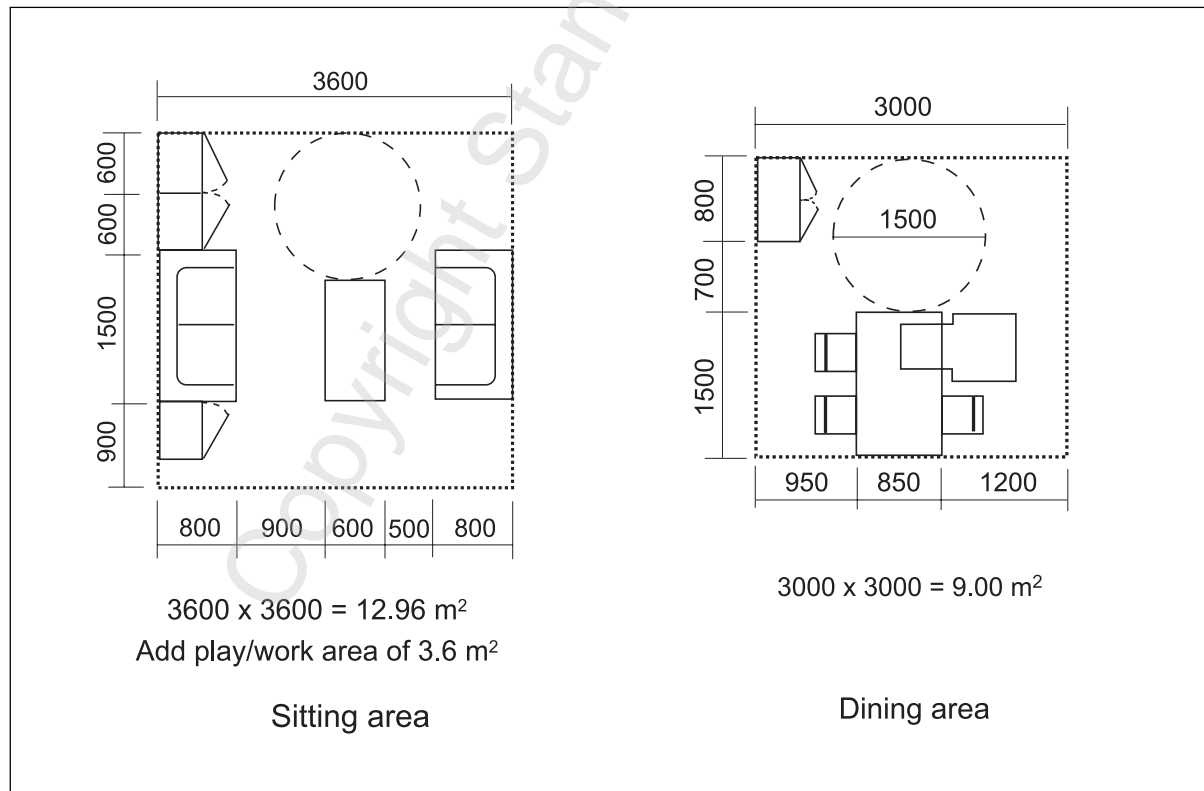 3600
600
600
1500
900
800 900 600 500 800
3600 x 3600 = 12.96 m²
Add play/work area of 3.6 m²
Sitting area
3000
800
1500
700
1500
950 850 1200
3000 x 3000 = 9.00 m²
Dining area
Copyright Stan